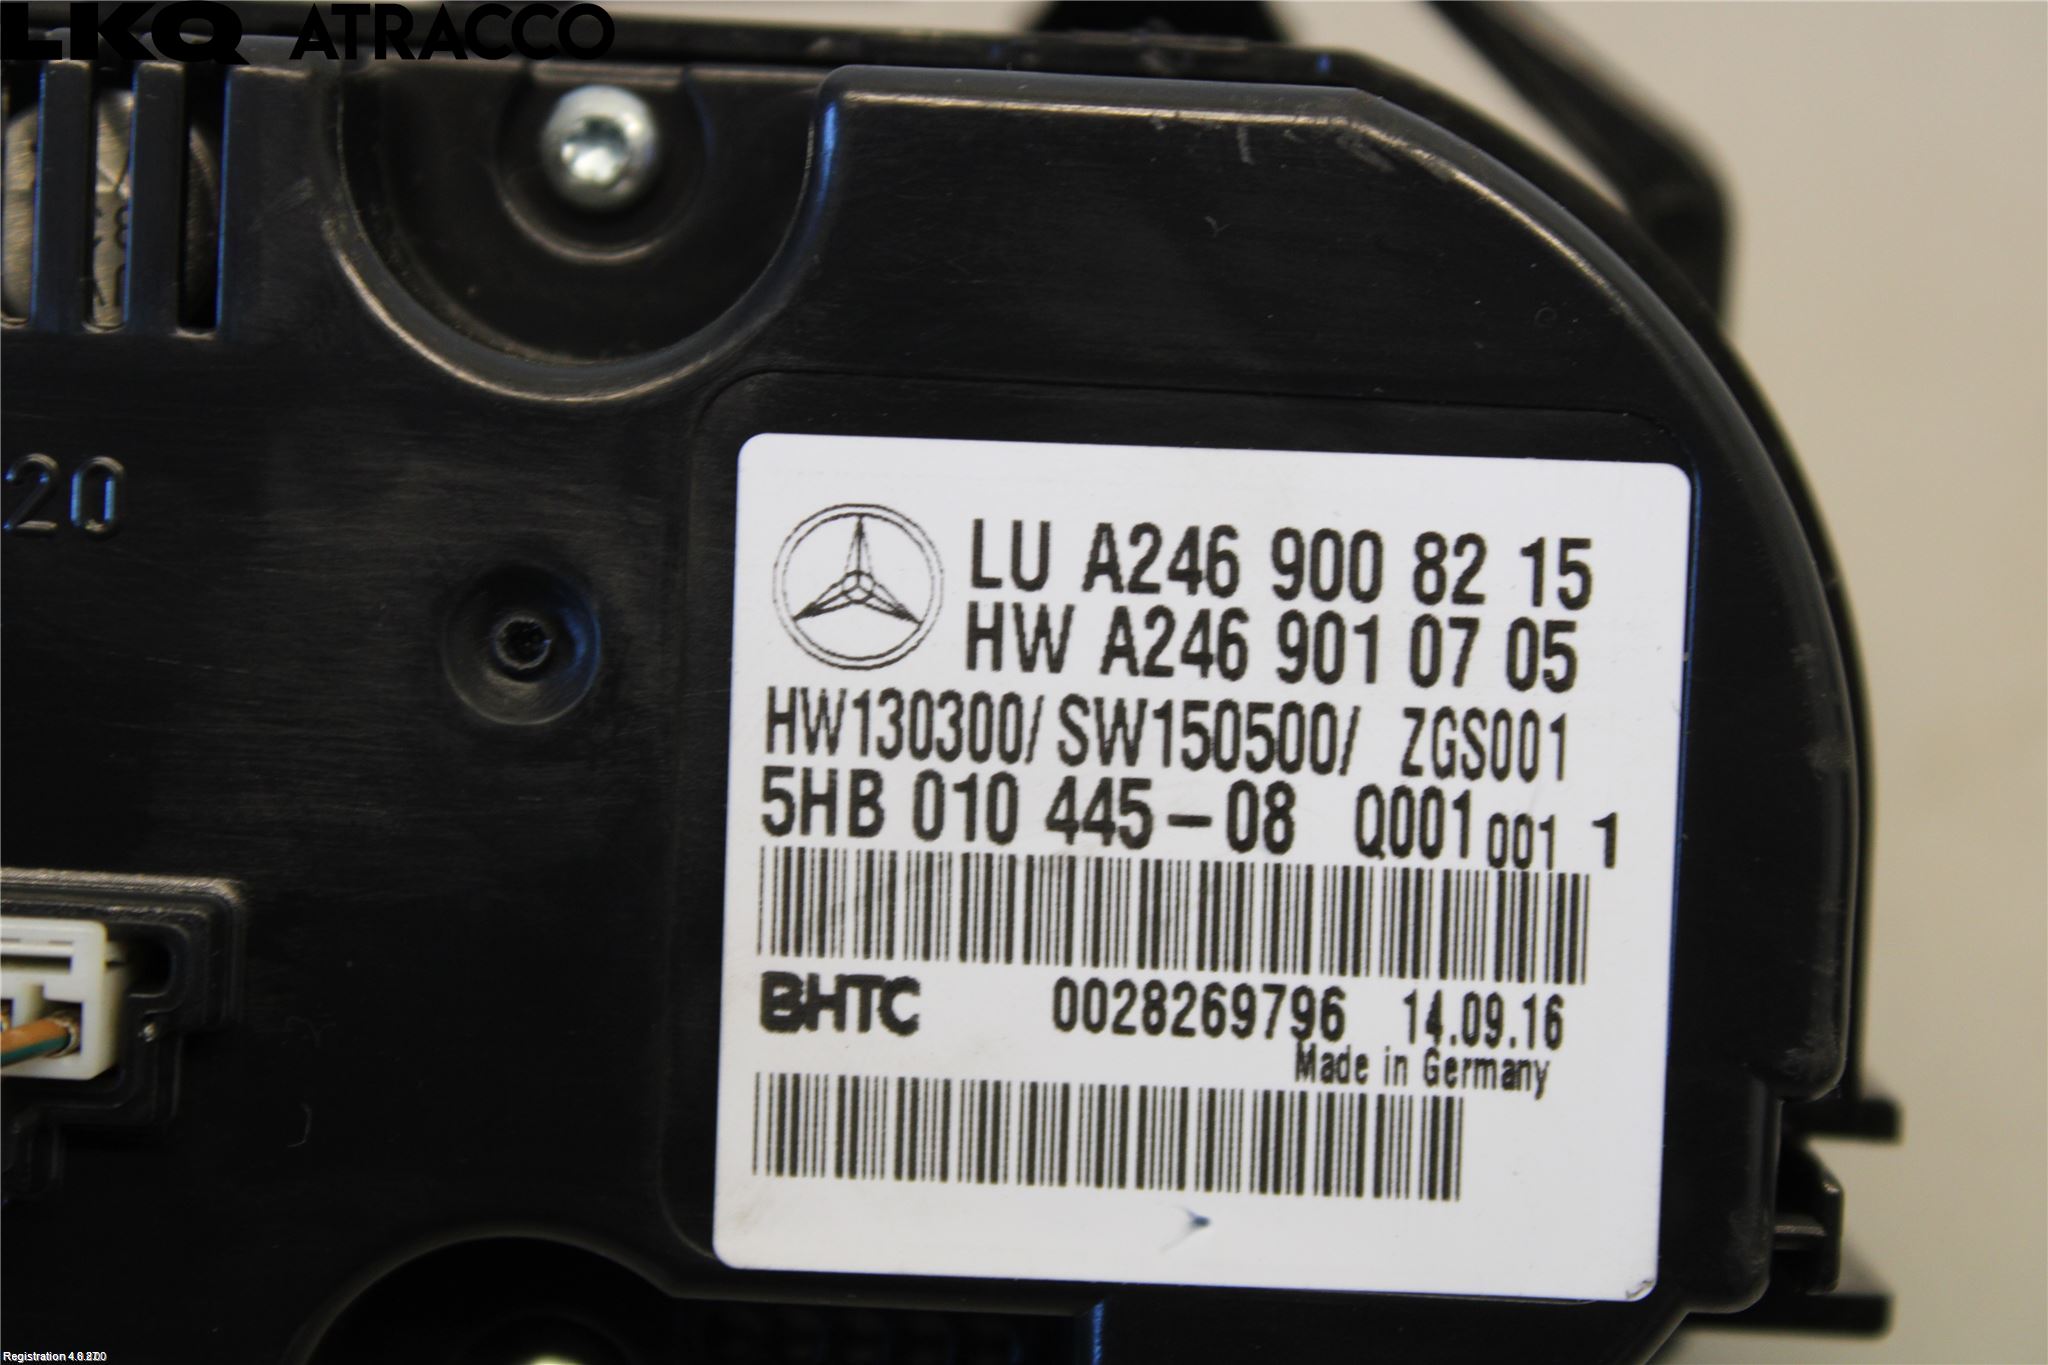 LKQ ATRACCO
20
LU A246 900 82 15
HW A246 901 07 05
HW130300/ SW150500/ ZGS001
5HB 010 445-08 Q001 001 1
BHTC 0028269796 14.09.16
Made in Germany